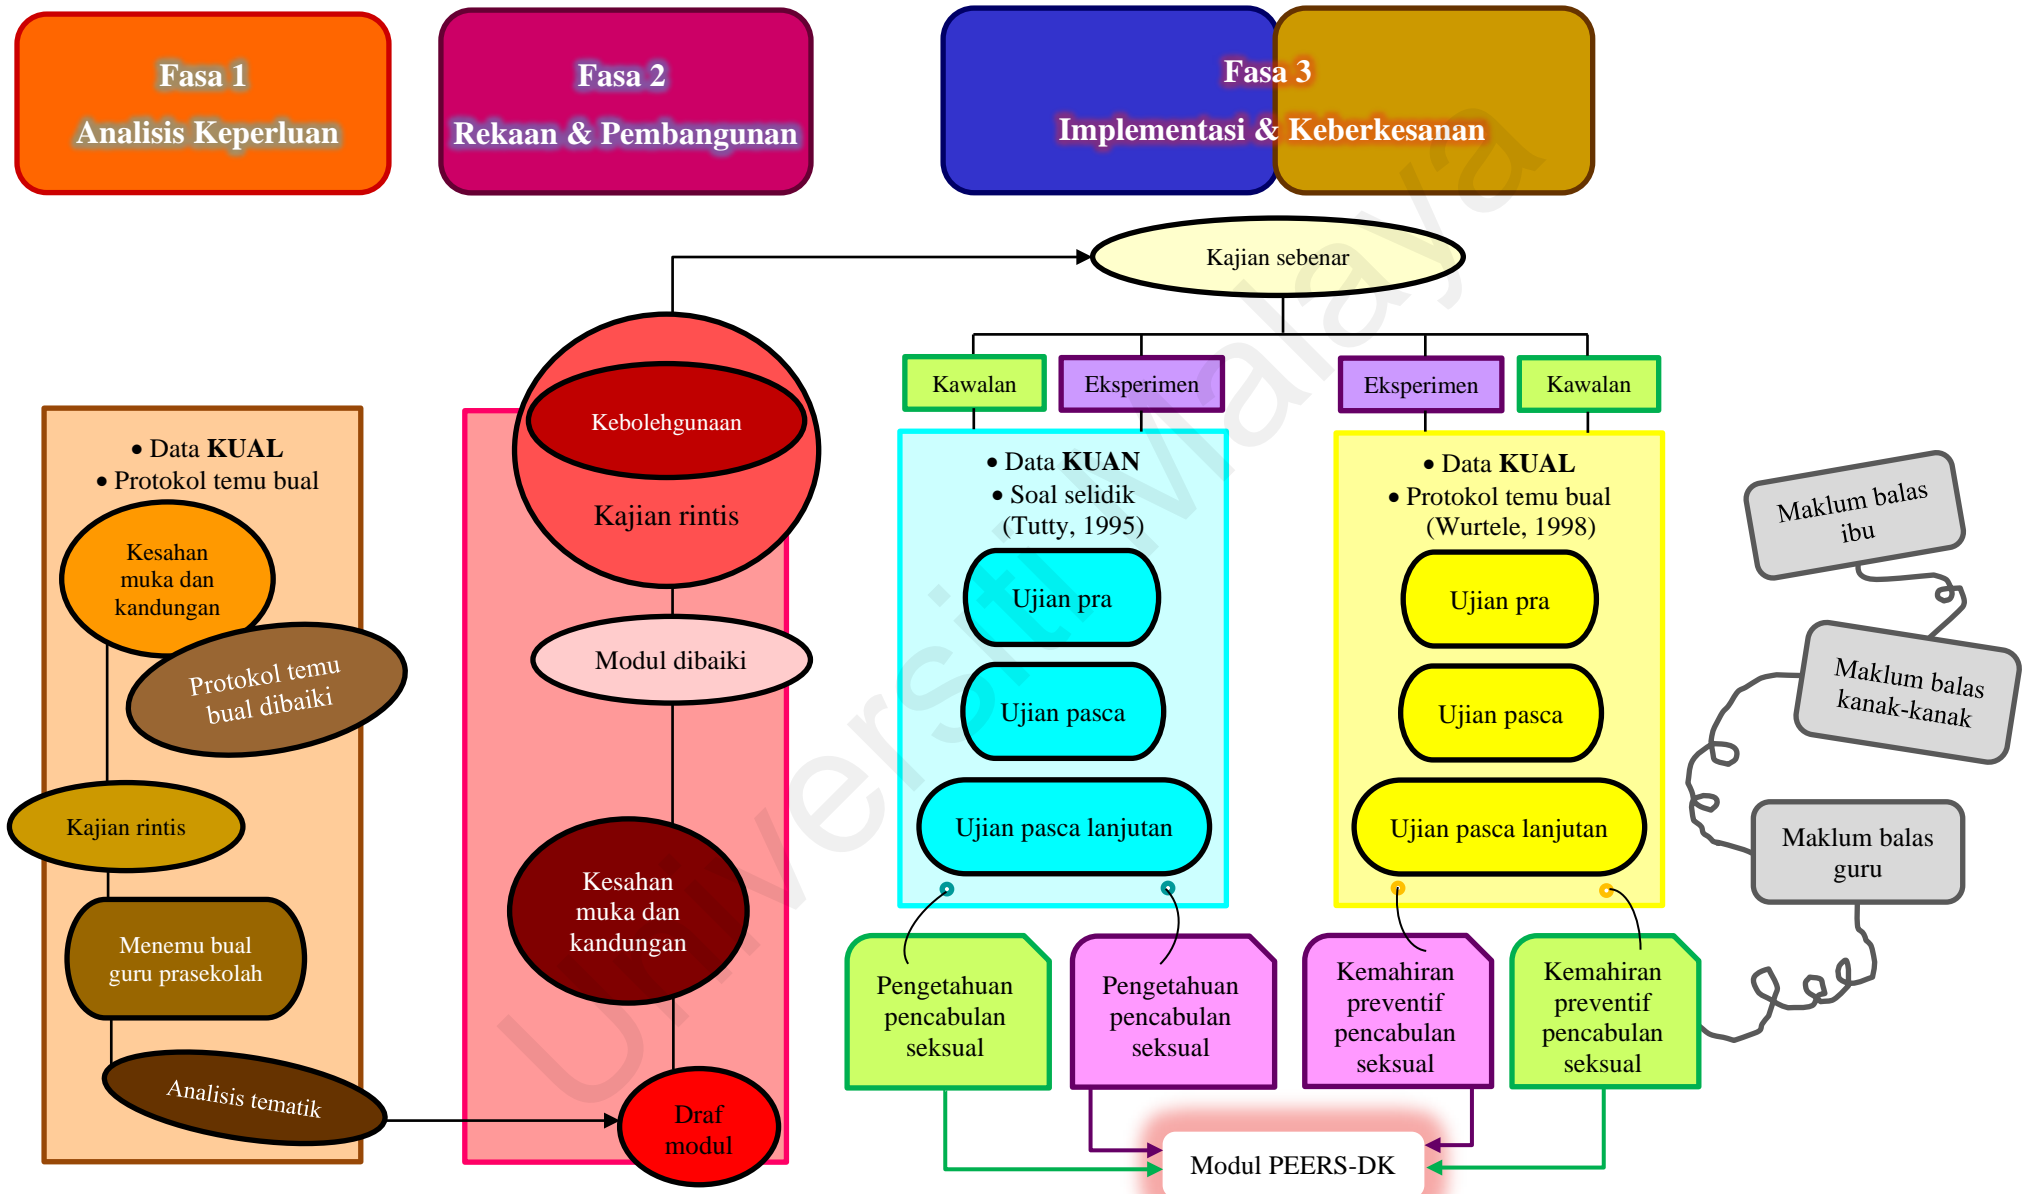 Fasa 1
Analisis Keperluan
Fasa 2
Rekaan & Pembangunan
Fasa 3
Implementasi & Keberkesanan
• Data KUAL
• Protokol temu bual
Kesahan
muka dan
kandungan
Protokol temu
bual dibaiki
Kajian rintis
Menemu bual
guru prasekolah
Analisis tematik
Kebolehgunaan
Kajian rintis
Modul dibaiki
Kesahan
muka dan
kandungan
Draf
modul
Kajian sebenar
Kawalan
Eksperimen
Eksperimen
Kawalan
• Data KUAN
• Soal selidik
(Tutty, 1995)
Ujian pra
Ujian pasca
Ujian pasca lanjutan
• Data KUAL
• Protokol temu bual
(Wurtele, 1998)
Ujian pra
Ujian pasca
Ujian pasca lanjutan
Pengetahuan
pencabulan
seksual
Pengetahuan
pencabulan
seksual
Kemahiran
preventif
pencabulan
seksual
Kemahiran
preventif
pencabulan
seksual
Modul PEERS-DK
Maklum balas
ibu
Maklum balas
kanak-kanak
Maklum balas
guru
Universiti Malaya